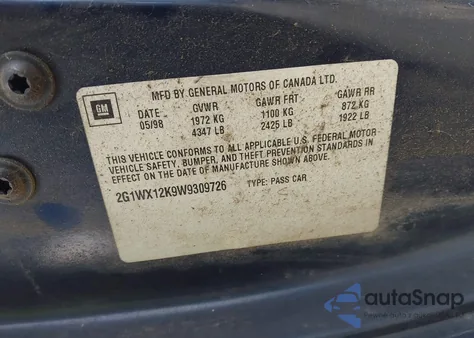 MFD BY GENERAL MOTORS OF CANADA LTD.
GM
DATE GVWR GAWR FRT GAWR RR
05/98 1972 KG 1100 KG 872 KG
4347 LB 2425 LB 1922 LB
THIS VEHICLE CONFORMS TO ALL APPLICABLE U.S. FEDERAL MOTOR
VEHICLE SAFETY, BUMPER, AND THEFT PREVENTION STANDARDS IN
EFFECT ON THE DATE OF MANUFACTURE SHOWN ABOVE.
2G1WX12K9W9309726 TYPE: PASS CAR
autoSnap